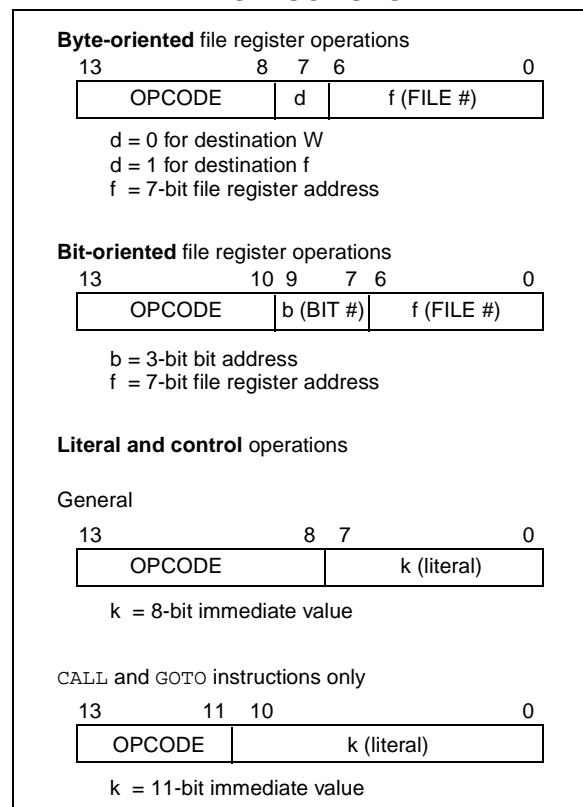 Byte-oriented file register operations
13 8 7 6 0
OPCODE d f (FILE #)
d = 0 for destination W
d = 1 for destination f
f = 7-bit file register address
Bit-oriented file register operations
13 10 9 7 6 0
OPCODE b (BIT #) f (FILE #)
b = 3-bit bit address
f = 7-bit file register address
Literal and control operations
General
13 8 7 0
OPCODE k (literal)
k = 8-bit immediate value
CALL and GOTO instructions only
13 11 10 0
OPCODE k (literal)
k = 11-bit immediate value